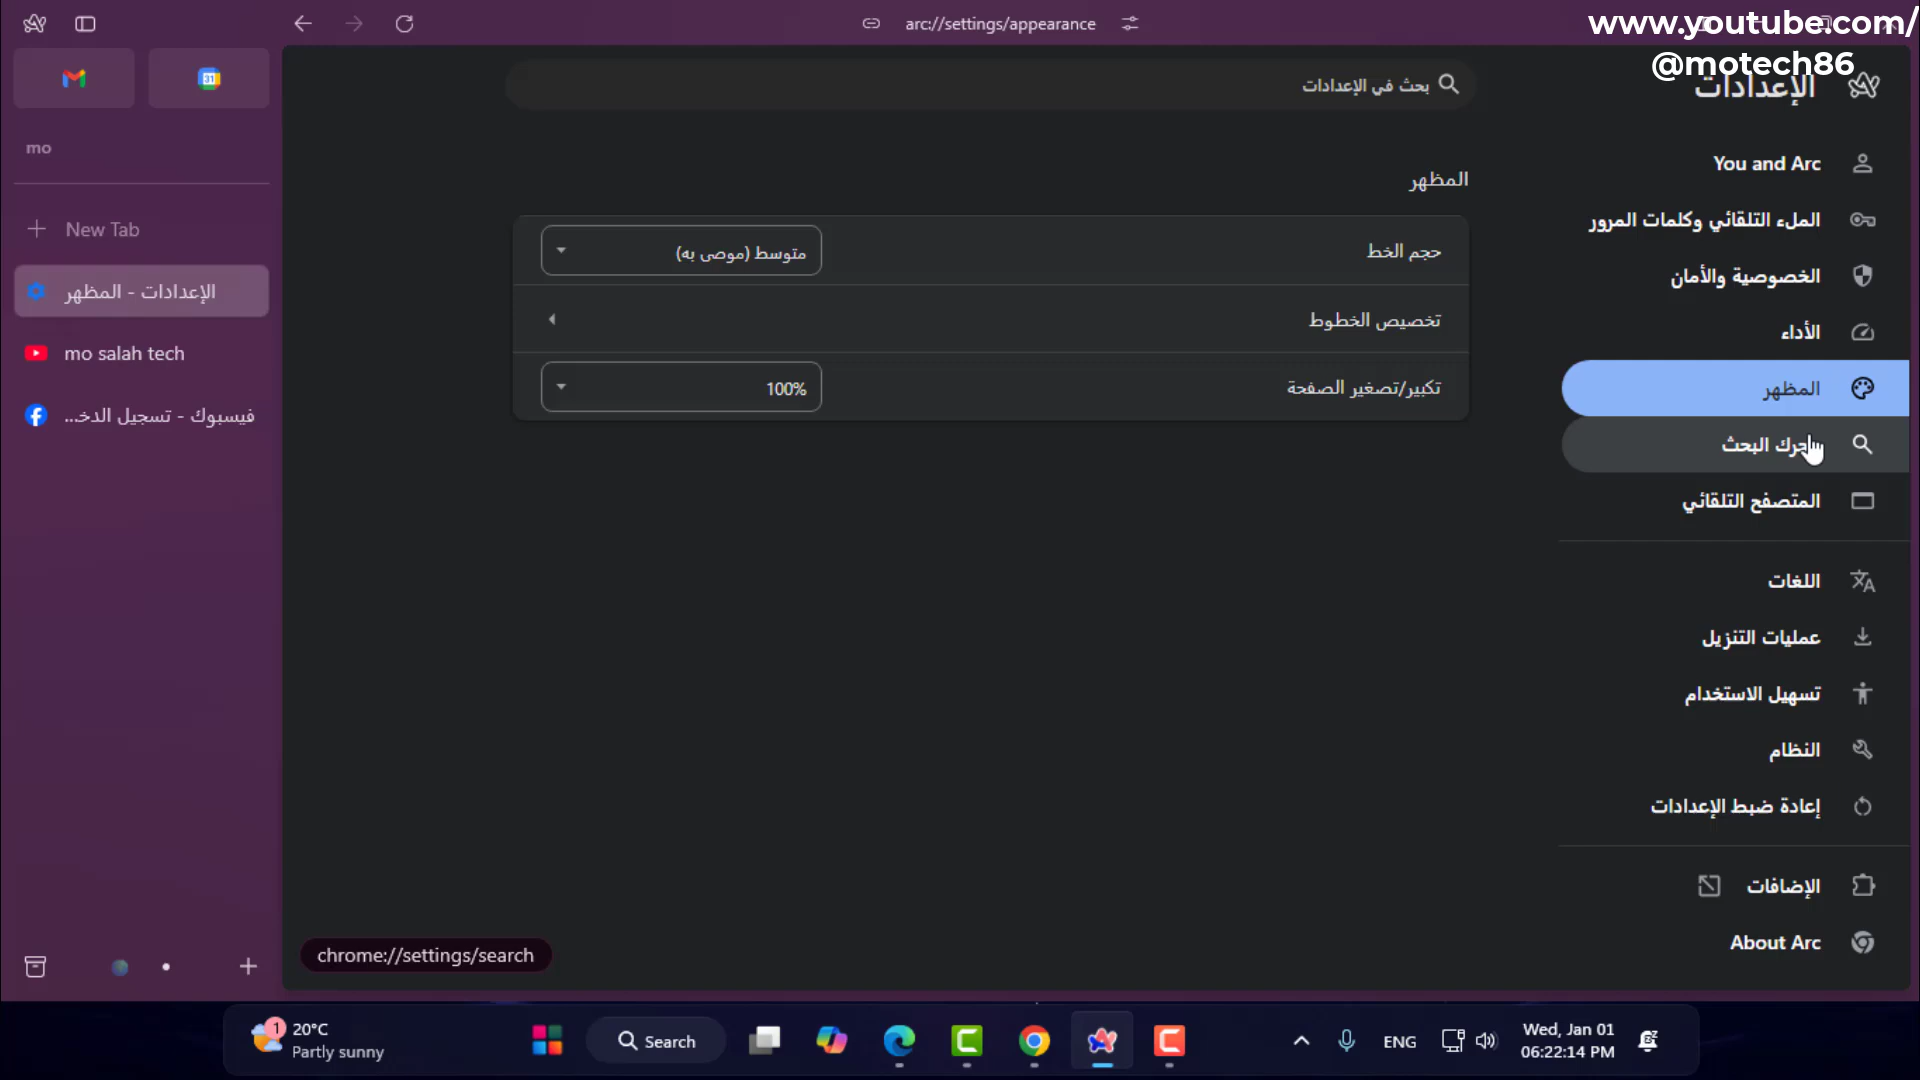 arc://settings/appearance
www.youtube.com/
@motech86
mo
New Tab
الإعدادات - المظهر
mo salah tech
فيسبوك - تسجيل الدخـ...
بحث في الإعدادات
المظهر
حجم الخط
متوسط (موصى به)
تخصيص الخطوط
تكبير/تصغير الصفحة
100%
الإعدادات
You and Arc
الملء التلقائي وكلمات المرور
الخصوصية والأمان
الأداء
المظهر
البحث
المتصفح التلقائي
اللغات
عمليات التنزيل
تسهيل الاستخدام
النظام
إعادة ضبط الإعدادات
الإضافات
About Arc
chrome://settings/search
1
20°C
Partly sunny
Search
ENG
Wed, Jan 01
06:22:14 PM
31